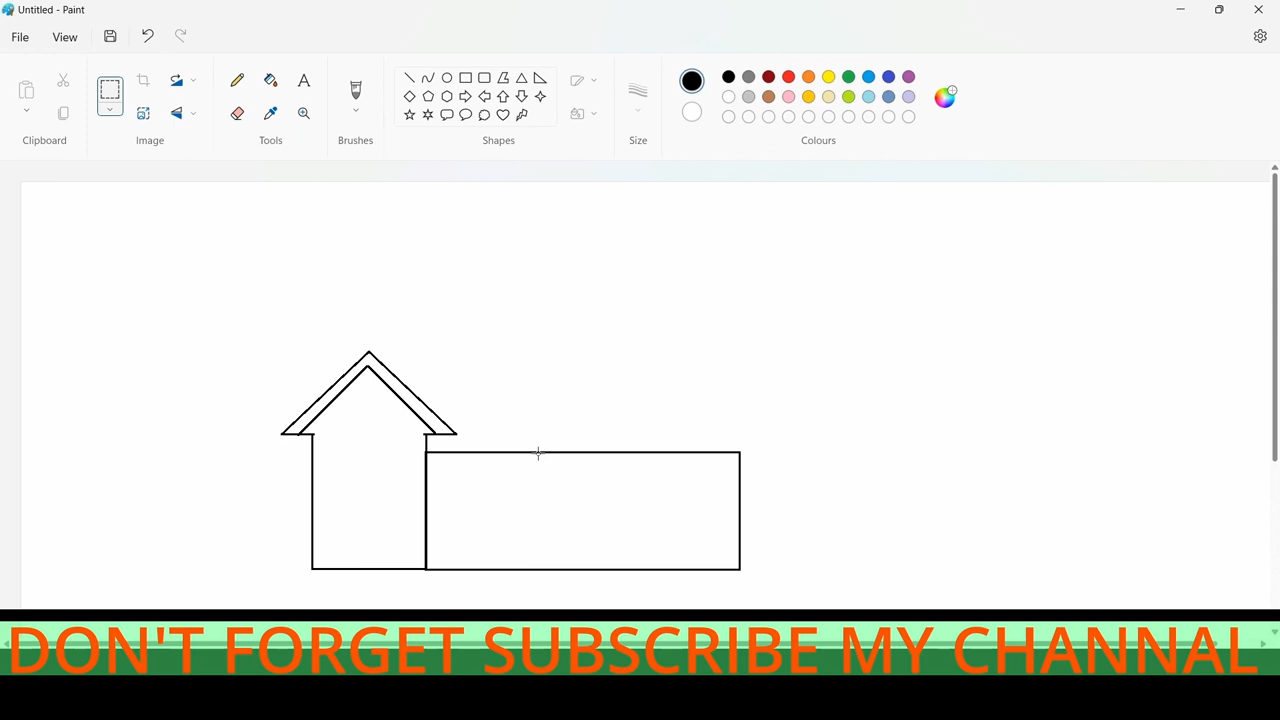 Untitled - Paint
File View
Clipboard Image Tools Brushes Shapes Size Colours
DON'T FORGET SUBSCRIBE MY CHANNAL